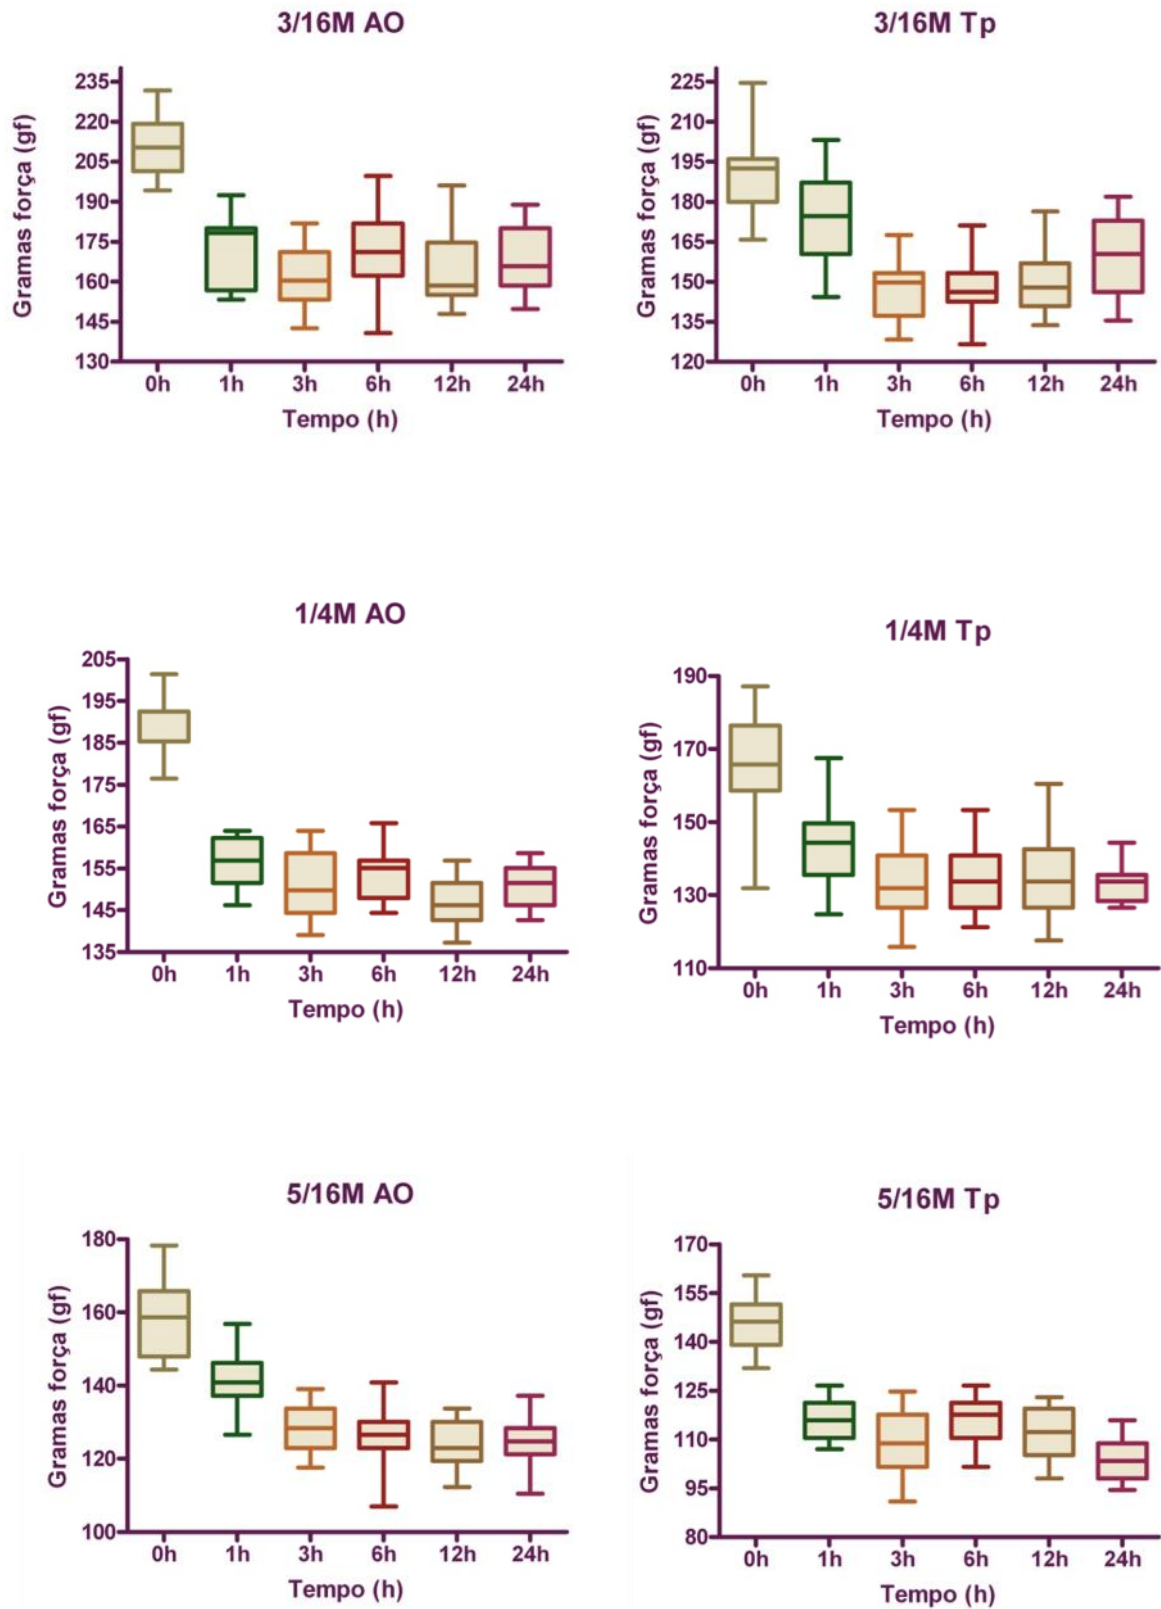 3/16M AO
Gramas força (gf)
235
220
205
190
175
160
145
130
0h 1h 3h 6h 12h 24h
Tempo (h)
3/16M Tp
Gramas força (gf)
225
210
195
180
165
150
135
120
0h 1h 3h 6h 12h 24h
Tempo (h)
1/4M AO
Gramas força (gf)
205
195
185
175
165
155
145
135
0h 1h 3h 6h 12h 24h
Tempo (h)
1/4M Tp
Gramas força (gf)
190
170
150
130
110
0h 1h 3h 6h 12h 24h
Tempo (h)
5/16M AO
Gramas força (gf)
180
160
140
120
100
0h 1h 3h 6h 12h 24h
Tempo (h)
5/16M Tp
Gramas força (gf)
170
155
140
125
110
95
80
0h 1h 3h 6h 12h 24h
Tempo (h)